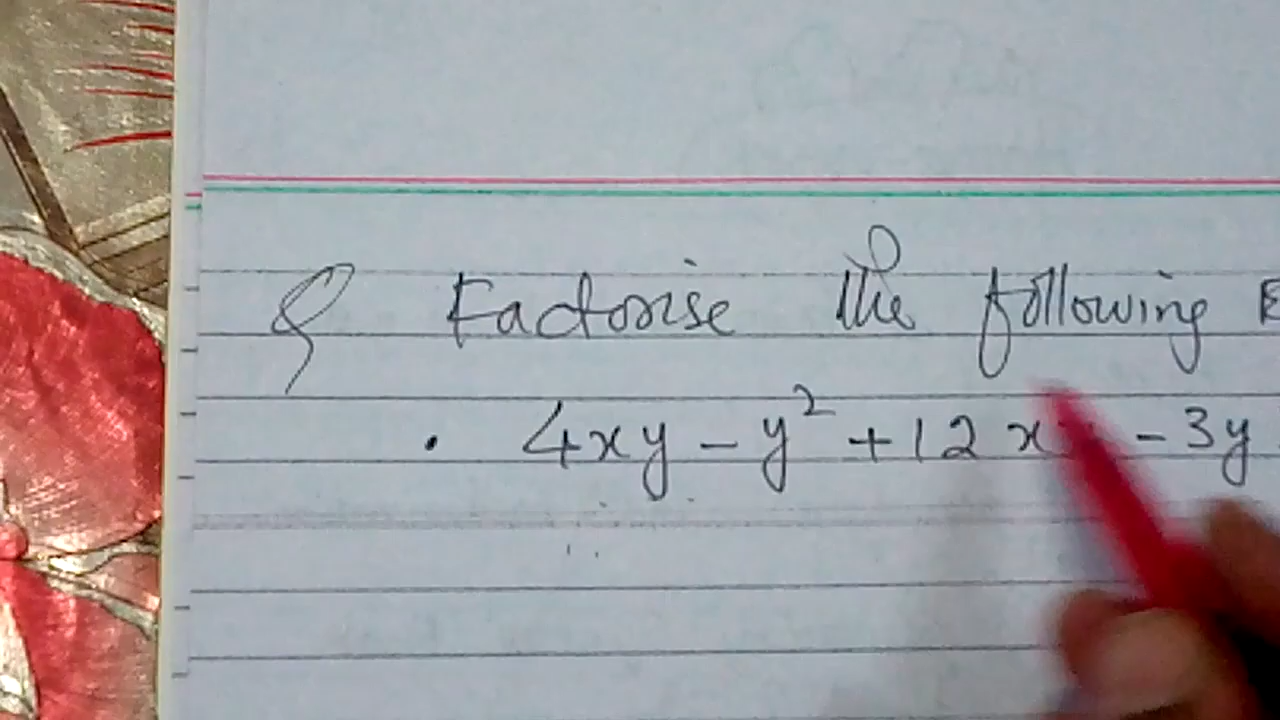 Q Factorise the following
. 4xy - y² + 12x - 3y